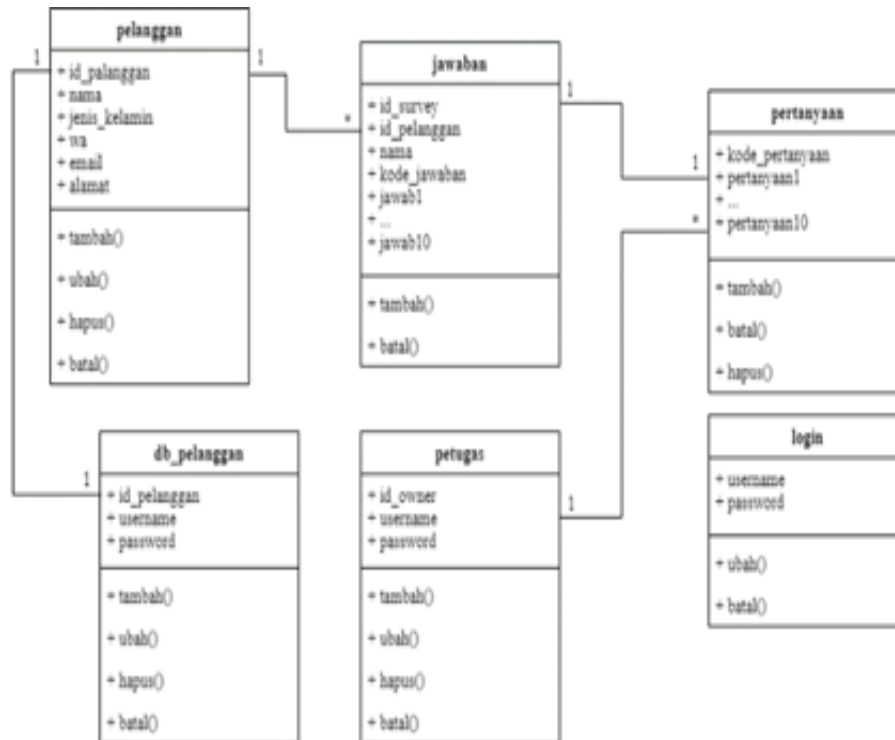 pelanggan
+ id_palanggan
+ nama
+ jenis_kelamin
+ wa
+ email
+ alamat
+ tambah()
+ ubah()
+ hapus()
+ batal()
1
1
*
jawaban
+ id_survey
+ id_pelanggan
+ nama
+ kode_jawaban
+ jawab1
+ ...
+ jawab10
+ tambah()
+ batal()
1
1
*
pertanyaan
+ kode_pertanyaan
+ pertanyaan1
+ ...
+ pertanyaan10
+ tambah()
+ batal()
+ hapus()
1
db_pelanggan
+ id_pelanggan
+ username
+ password
+ tambah()
+ ubah()
+ hapus()
+ batal()
petugas
+ id_owner
+ username
+ password
+ tambah()
+ ubah()
+ hapus()
+ batal()
1
login
+ username
+ password
+ ubah()
+ batal()